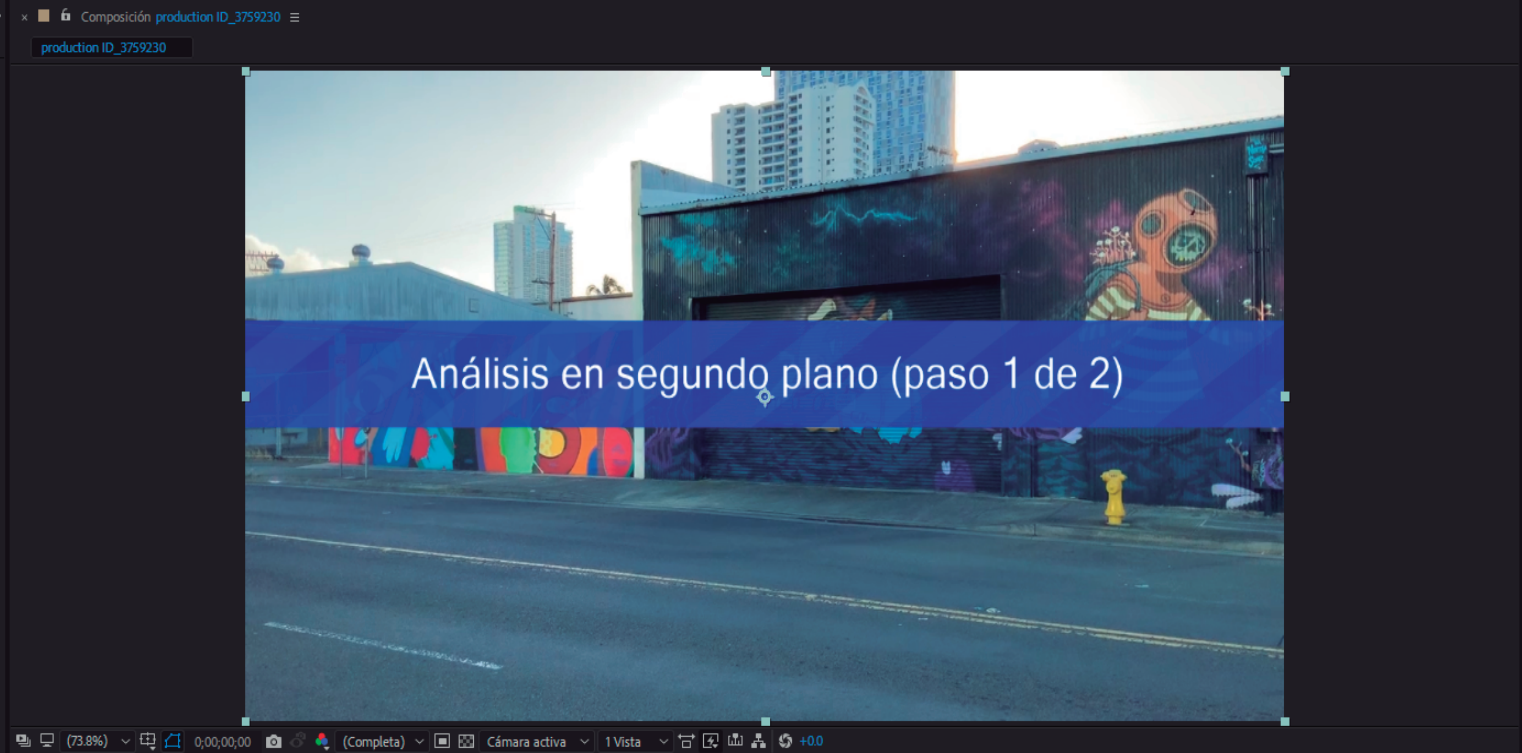 × Composición production ID_3759230 ≡
production ID_3759230
Análisis en segundo plano (paso 1 de 2)
(73.8%) 0;00;00;00 (Completa) Cámara activa 1 Vista +0.0